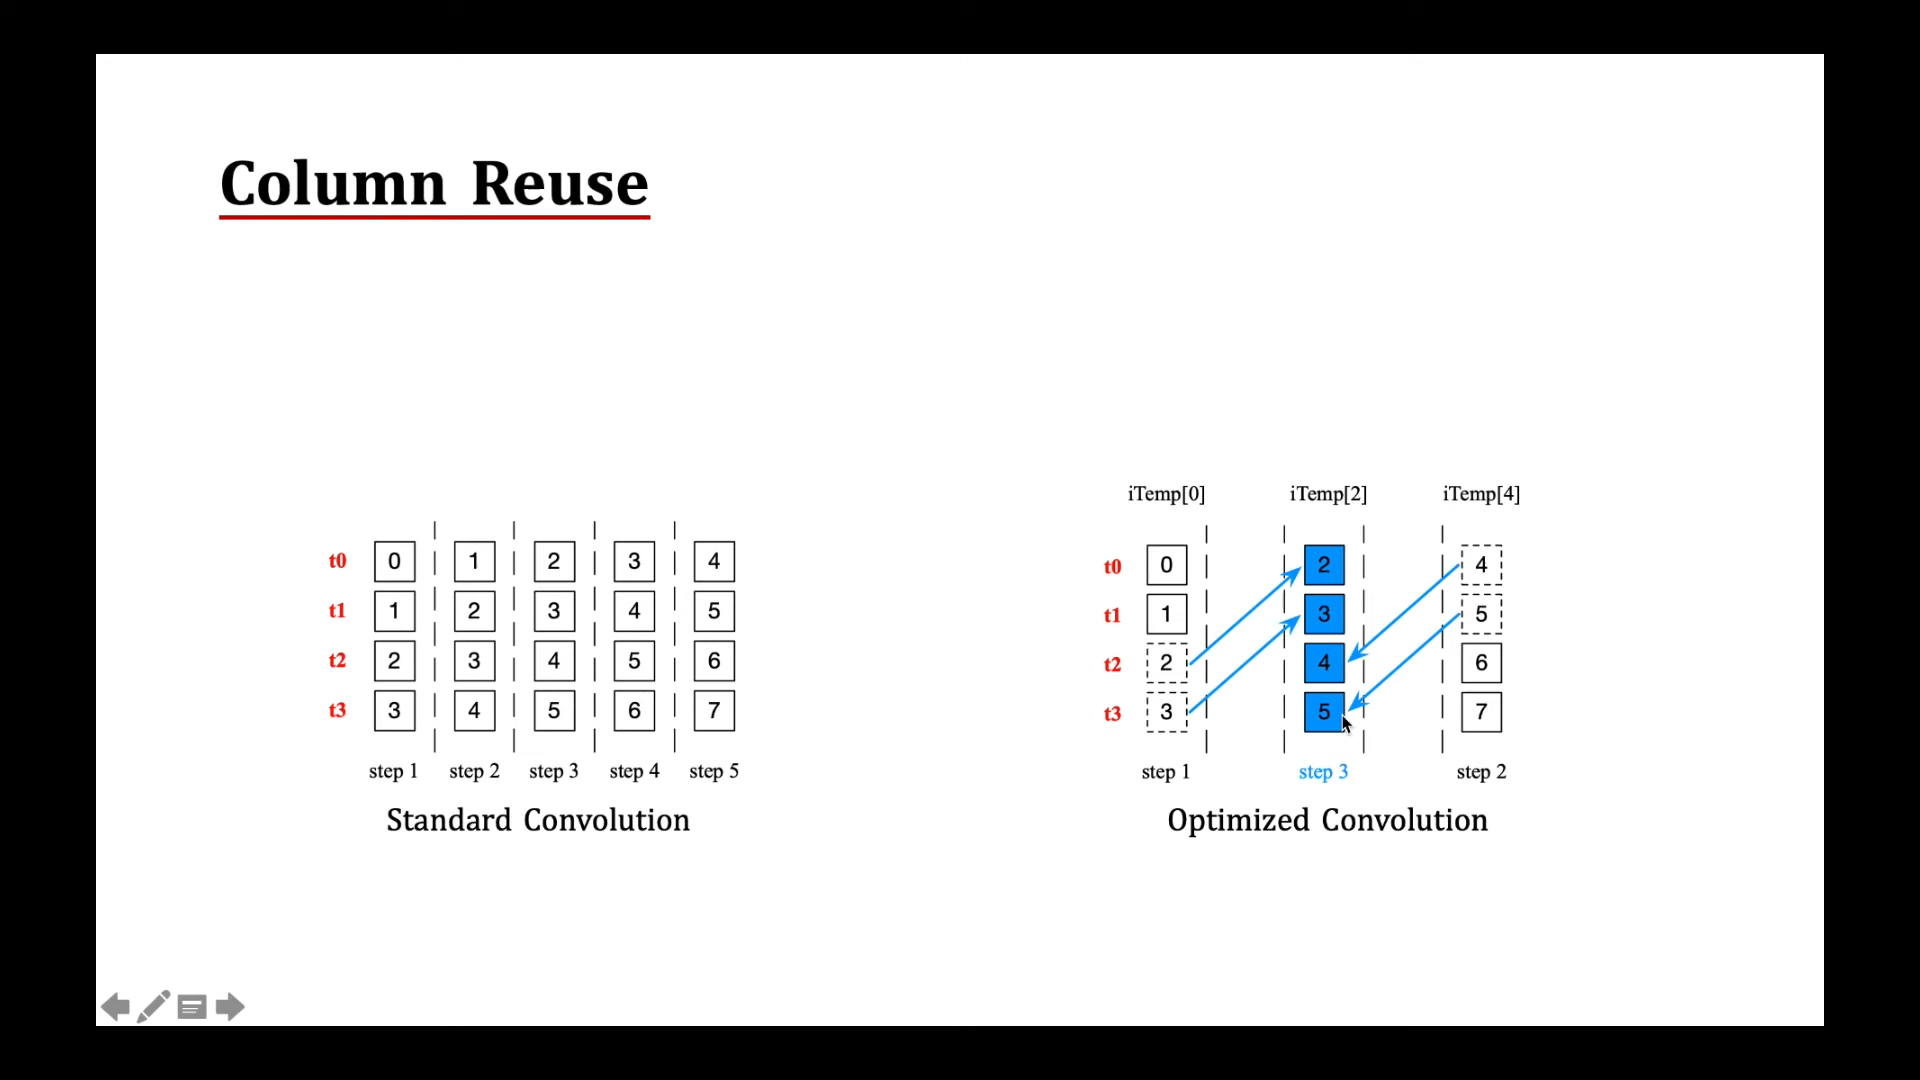 Column Reuse
t0 0 1 2 3 4
t1 1 2 3 4 5
t2 2 3 4 5 6
t3 3 4 5 6 7
step 1 step 2 step 3 step 4 step 5
Standard Convolution
iTemp[0] iTemp[2] iTemp[4]
t0 0 2 4
t1 1 3 5
t2 2 4 6
t3 3 5 7
step 1 step 3 step 2
Optimized Convolution